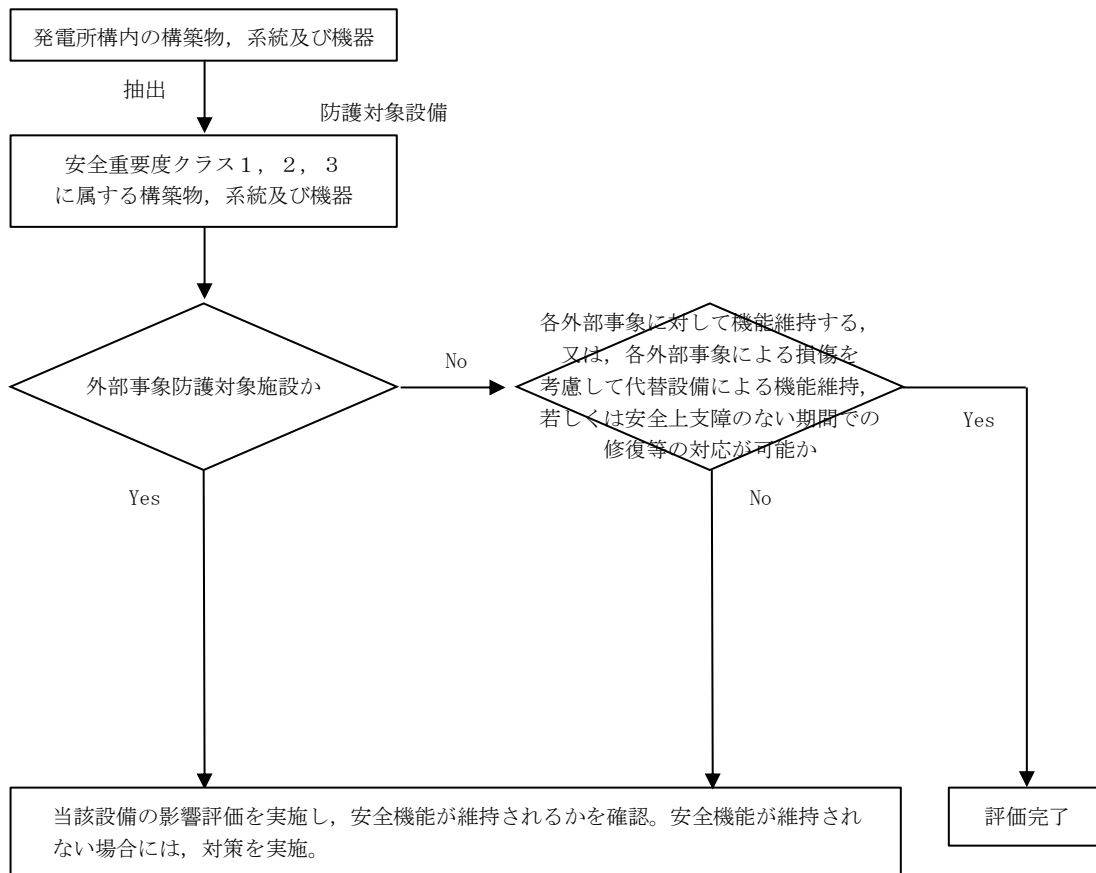 発電所構内の構築物，系統及び機器
抽出
防護対象設備
安全重要度クラス１，２，３
に属する構築物，系統及び機器
外部事象防護対象施設か
No
各外部事象に対して機能維持する，
又は，各外部事象による損傷を
考慮して代替設備による機能維持，
若しくは安全上支障のない期間での
修復等の対応が可能か
Yes
Yes
No
当該設備の影響評価を実施し，安全機能が維持されるかを確認。安全機能が維持され
ない場合には，対策を実施。
評価完了